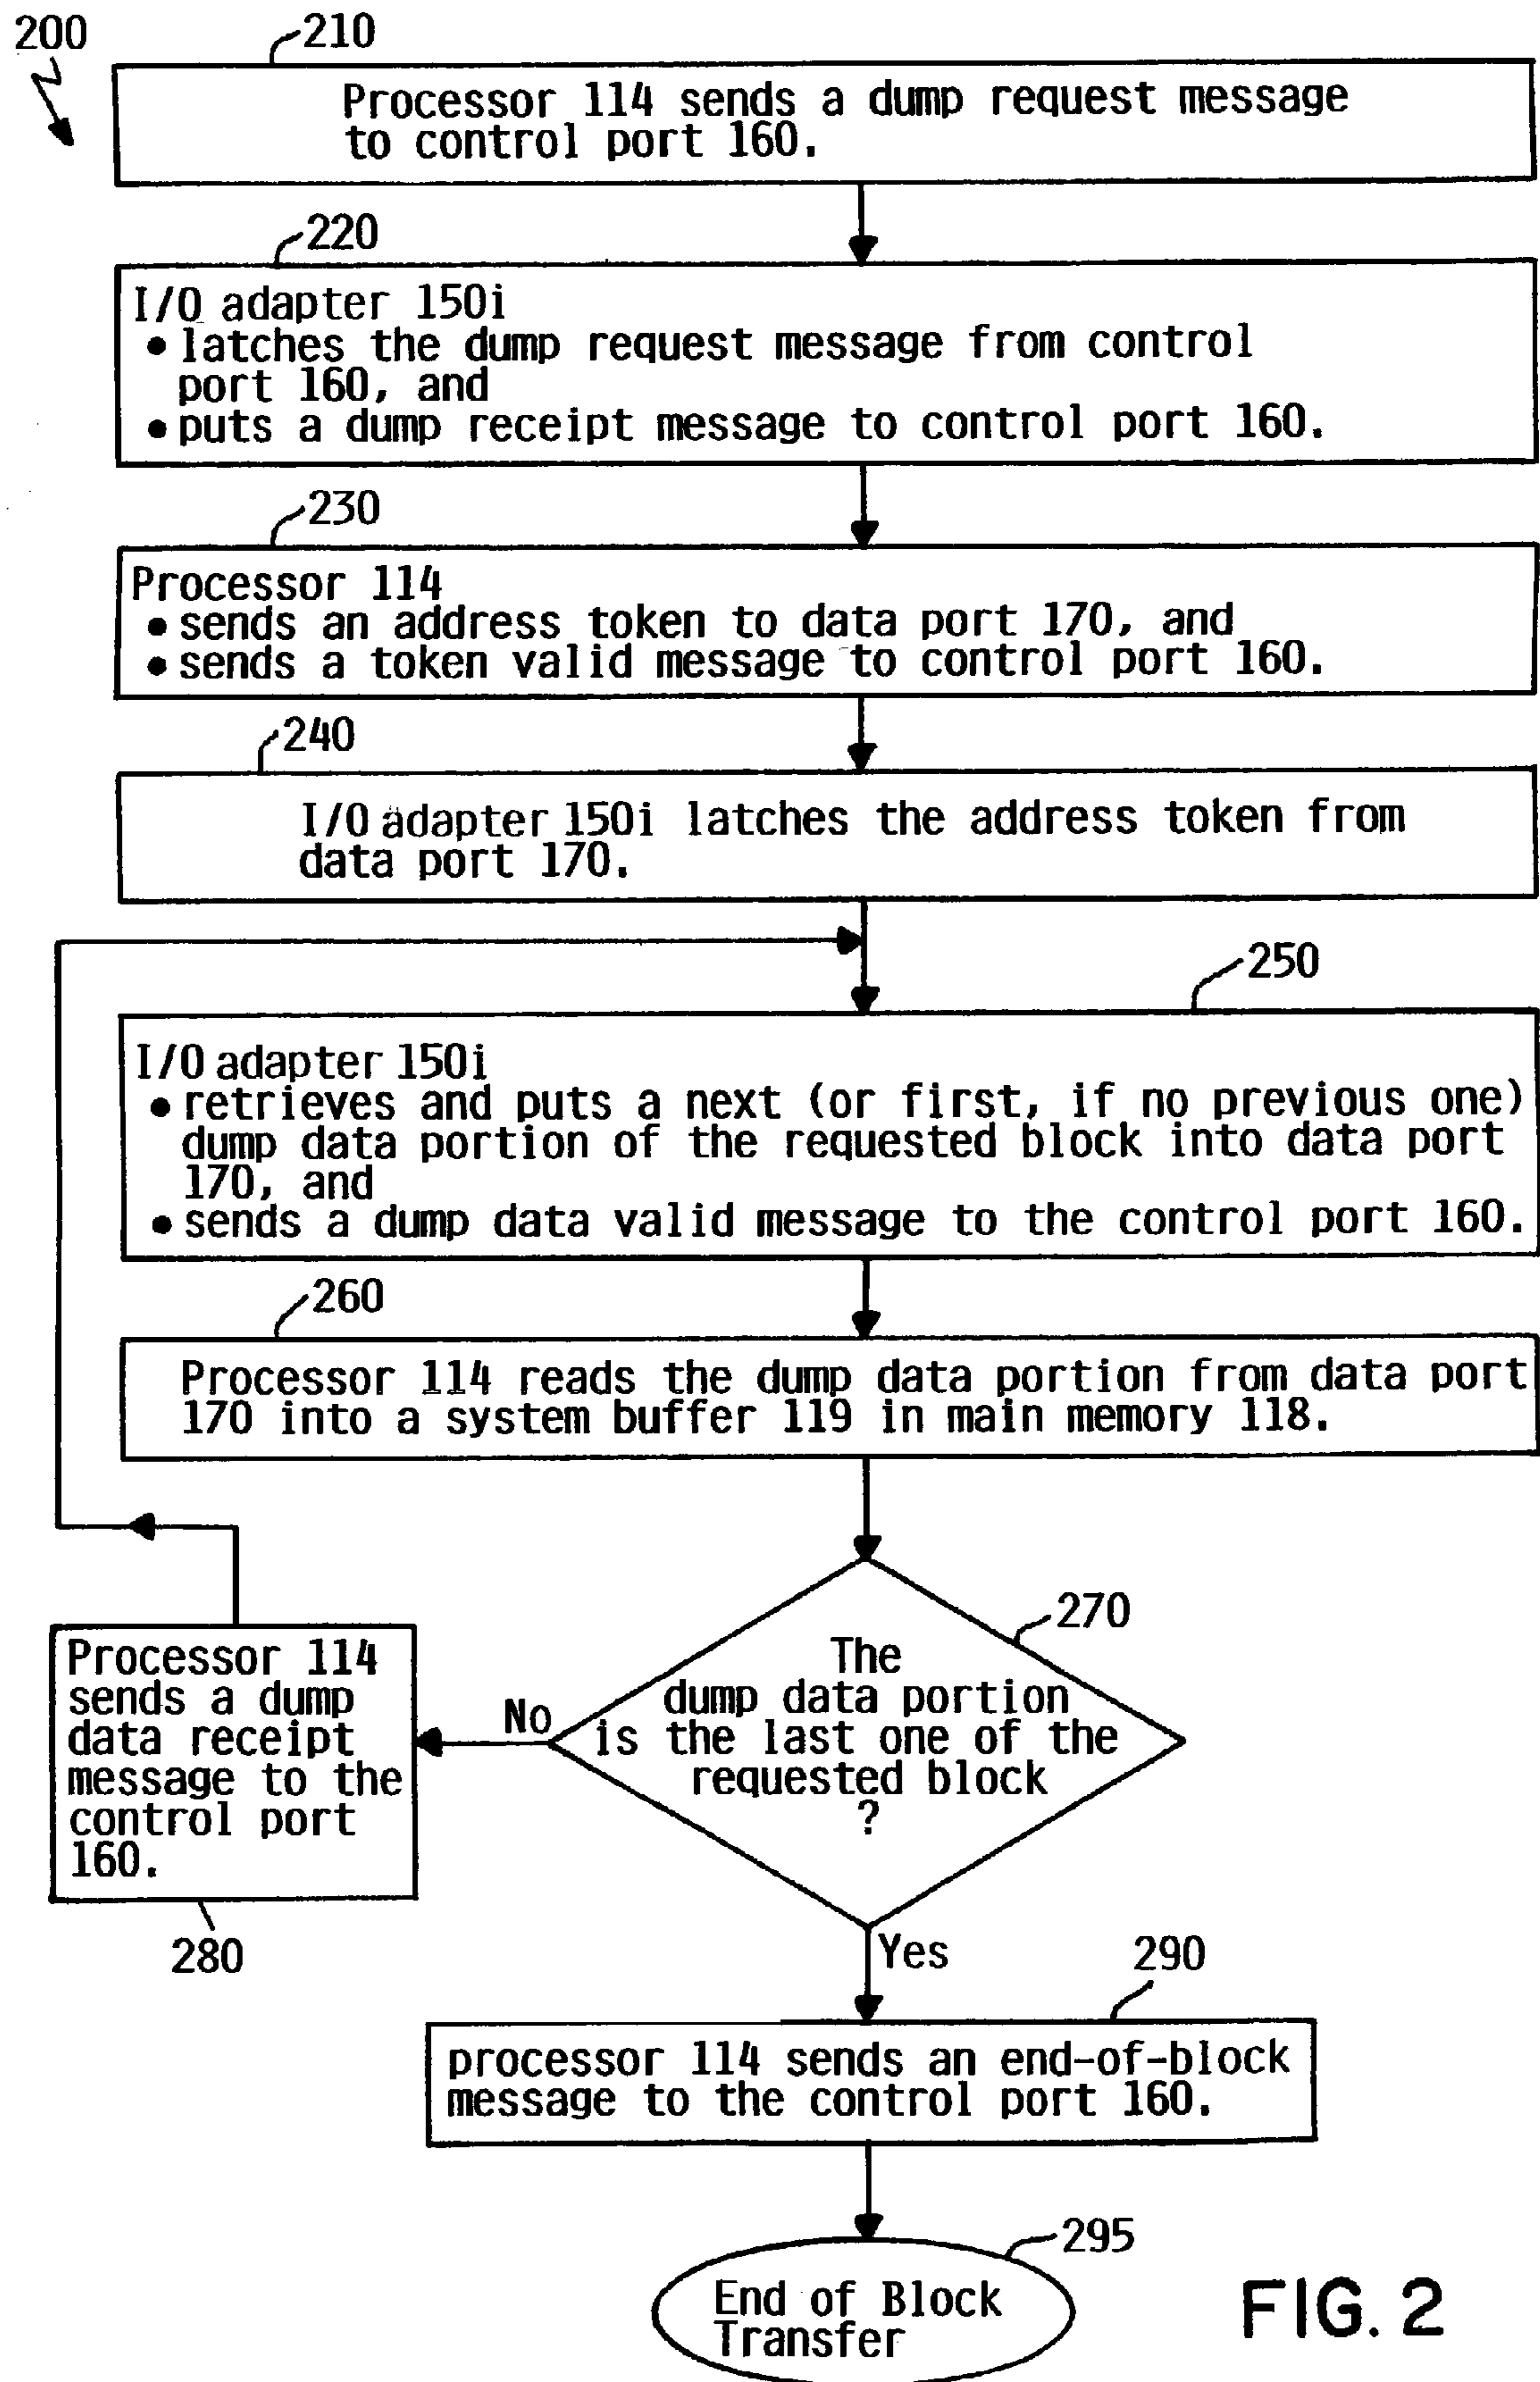 200
210
Processor 114 sends a dump request message
to control port 160.
220
I/O adapter 150i
• latches the dump request message from control
port 160, and
• puts a dump receipt message to control port 160.
230
Processor 114
• sends an address token to data port 170, and
• sends a token valid message to control port 160.
240
I/O adapter 150i latches the address token from
data port 170.
250
I/O adapter 150i
• retrieves and puts a next (or first, if no previous one)
dump data portion of the requested block into data port
170, and
• sends a dump data valid message to the control port 160.
260
Processor 114 reads the dump data portion from data port
170 into a system buffer 119 in main memory 118.
270
The
dump data portion
is the last one of the
requested block
?
No
Processor 114
sends a dump
data receipt
message to the
control port
160.
280
Yes
290
processor 114 sends an end-of-block
message to the control port 160.
295
End of Block
Transfer
FIG. 2